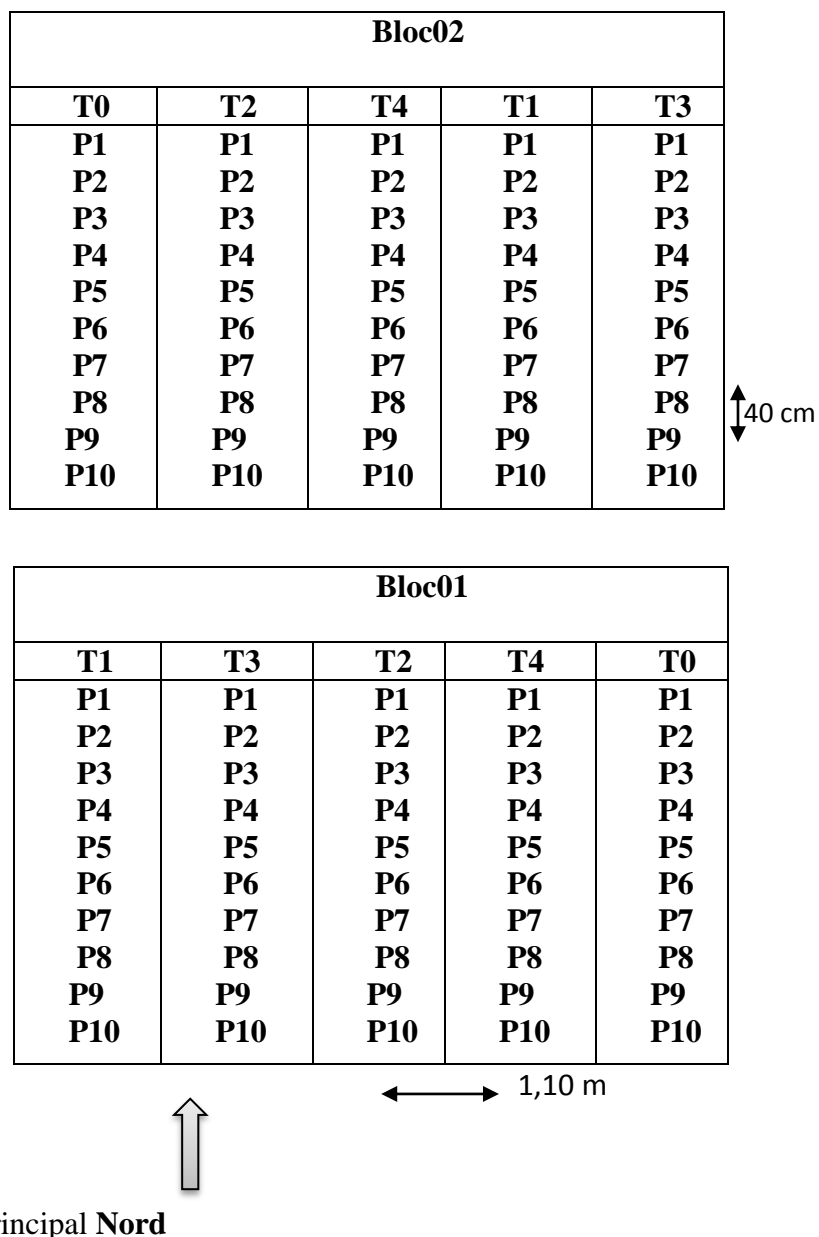 Bloc02
T0 T2 T4 T1 T3
P1 P1 P1 P1 P1
P2 P2 P2 P2 P2
P3 P3 P3 P3 P3
P4 P4 P4 P4 P4
P5 P5 P5 P5 P5
P6 P6 P6 P6 P6
P7 P7 P7 P7 P7
P8 P8 P8 P8 P8
40 cm
P9 P9 P9 P9 P9
P10 P10 P10 P10 P10
Bloc01
T1 T3 T2 T4 T0
P1 P1 P1 P1 P1
P2 P2 P2 P2 P2
P3 P3 P3 P3 P3
P4 P4 P4 P4 P4
P5 P5 P5 P5 P5
P6 P6 P6 P6 P6
P7 P7 P7 P7 P7
P8 P8 P8 P8 P8
P9 P9 P9 P9 P9
P10 P10 P10 P10 P10
1,10 m
incipal Nord